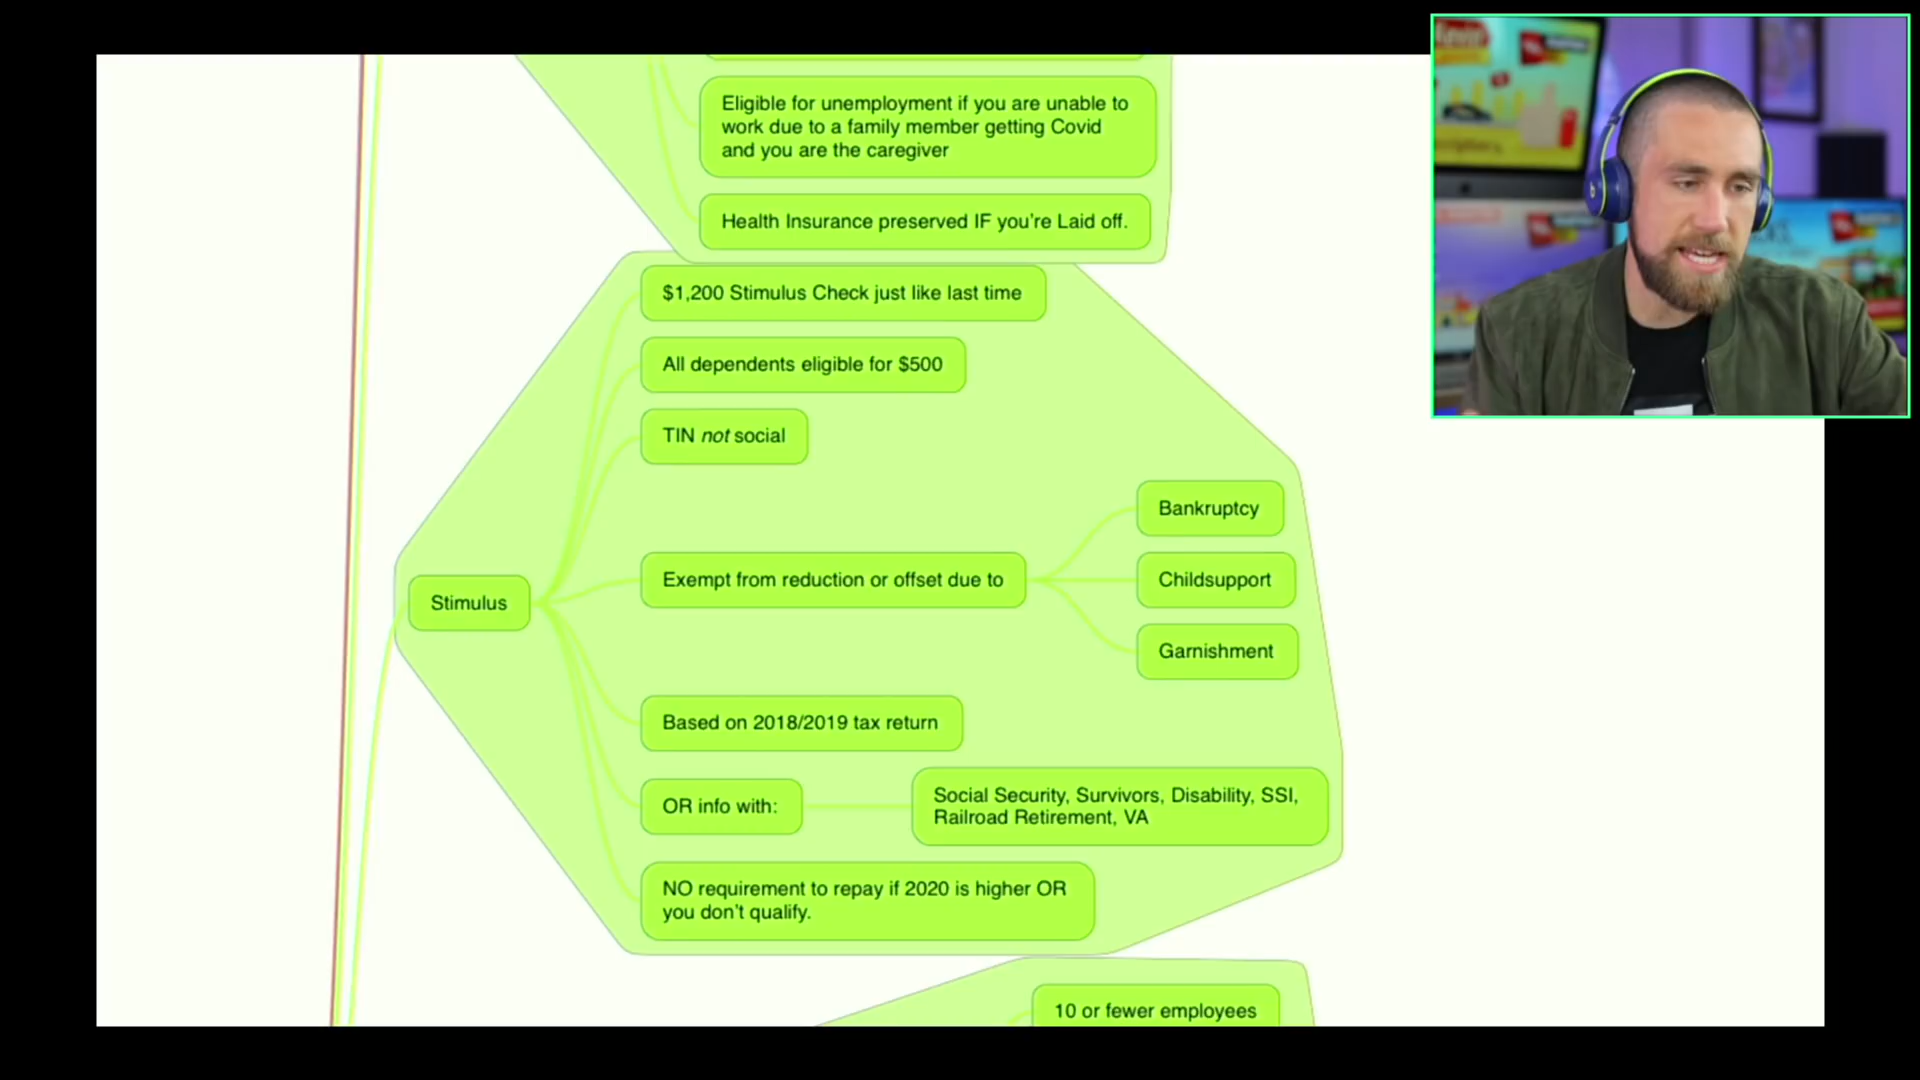 Eligible for unemployment if you are unable to
work due to a family member getting Covid
and you are the caregiver
Health Insurance preserved IF you're Laid off.
$1,200 Stimulus Check just like last time
All dependents eligible for $500
TIN not social
Bankruptcy
Exempt from reduction or offset due to
Childsupport
Stimulus
Garnishment
Based on 2018/2019 tax return
OR info with:
Social Security, Survivors, Disability, SSI,
Railroad Retirement, VA
NO requirement to repay if 2020 is higher OR
you don't qualify.
10 or fewer employees